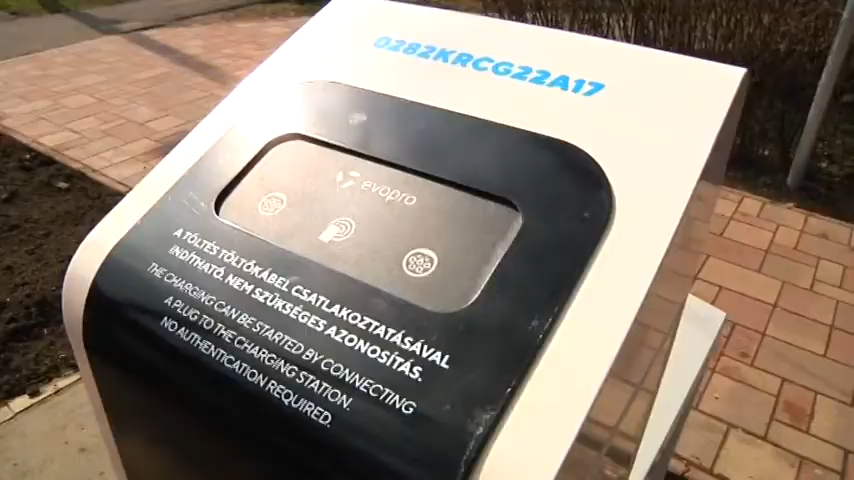 0282KRCG22A17
evopro
A TÖLTÉS TÖLTŐKÁBEL CSATLAKOZTATÁSÁVAL
INDÍTHATÓ. NEM SZÜKSÉGES AZONOSÍTÁS.
THE CHARGING CAN BE STARTED BY CONNECTING
A PLUG TO THE CHARGING STATION.
NO AUTHENTICATION REQUIRED.